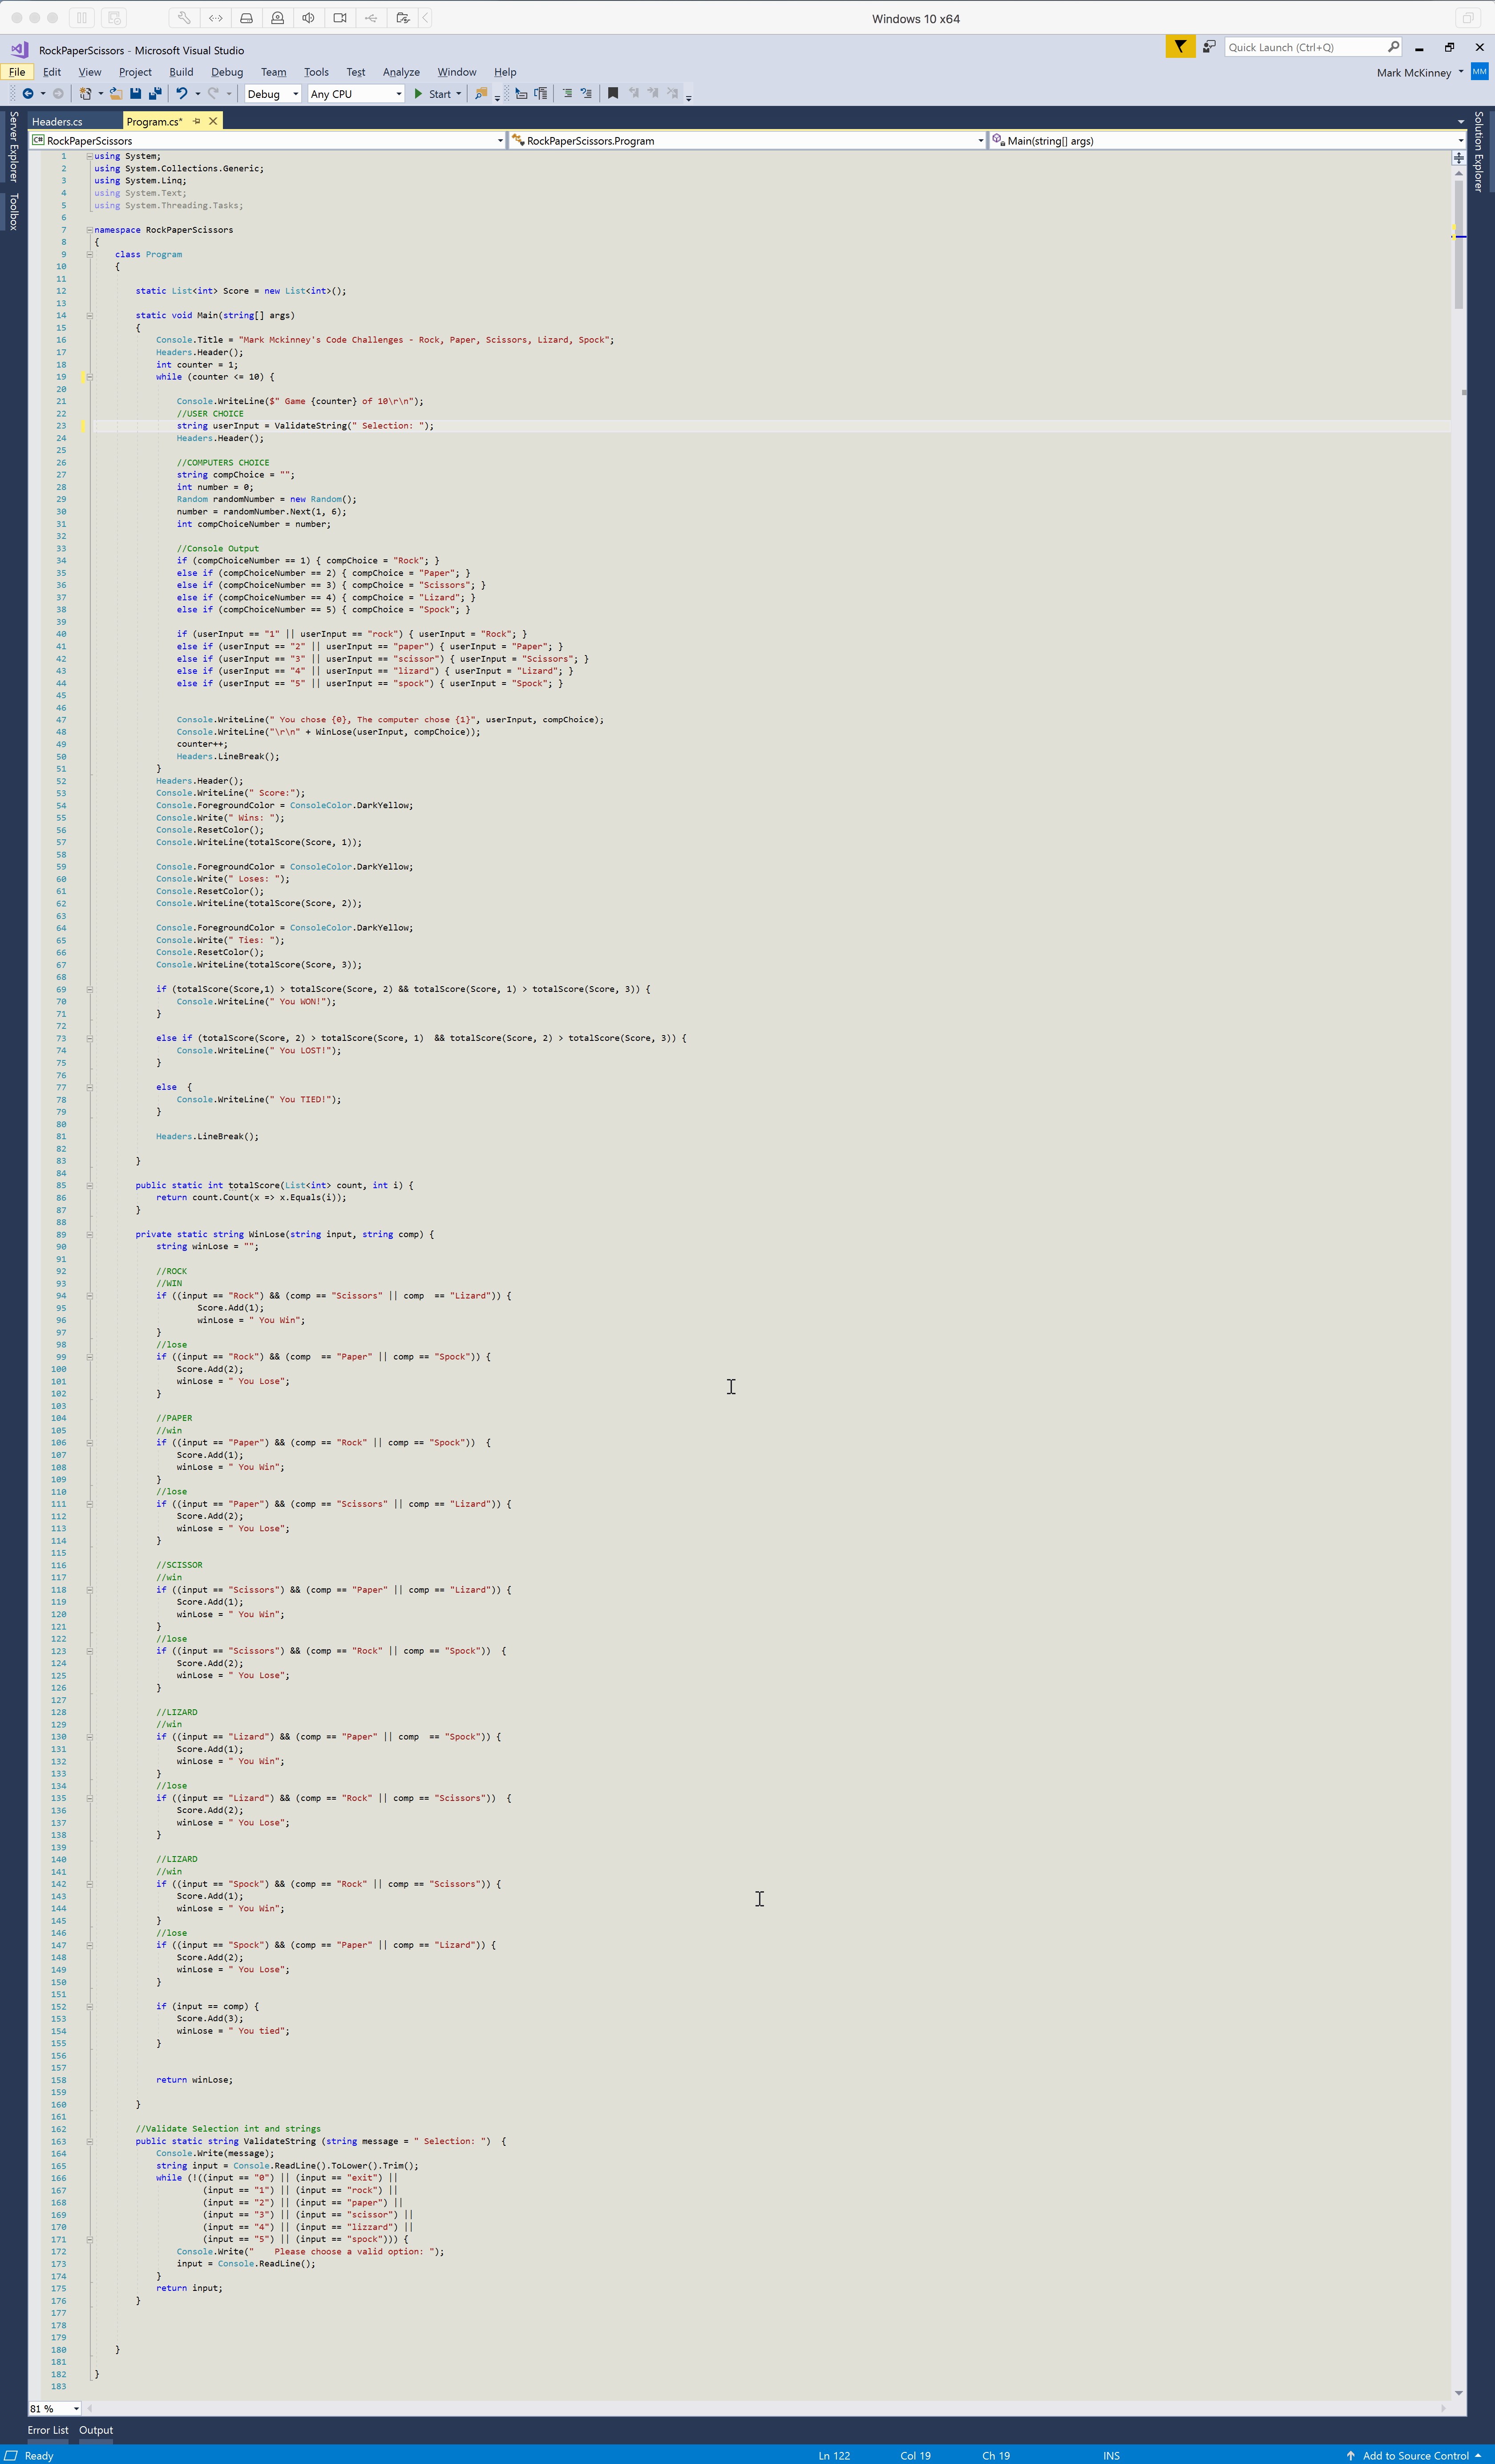 Windows 10 x64
RockPaperScissors - Microsoft Visual Studio
Quick Launch (Ctrl+Q)
File Edit View Project Build Debug Team Tools Test Analyze Window Help
Mark McKinney MM
Debug Any CPU Start
Server Explorer
Toolbox
Solution Explorer
Headers.cs Program.cs*
C# RockPaperScissors RockPaperScissors.Program Main(string[] args)
1 using System;
2 using System.Collections.Generic;
3 using System.Linq;
4 using System.Text;
5 using System.Threading.Tasks;
6
7 namespace RockPaperScissors
8 {
9 class Program
10 {
11
12 static List<int> Score = new List<int>();
13
14 static void Main(string[] args)
15 {
16 Console.Title = "Mark Mckinney's Code Challenges - Rock, Paper, Scissors, Lizard, Spock";
17 Headers.Header();
18 int counter = 1;
19 while (counter <= 10) {
20
21 Console.WriteLine($" Game {counter} of 10\r\n");
22 //USER CHOICE
23 string userInput = ValidateString(" Selection: ");
24 Headers.Header();
25
26 //COMPUTERS CHOICE
27 string compChoice = "";
28 int number = 0;
29 Random randomNumber = new Random();
30 number = randomNumber.Next(1, 6);
31 int compChoiceNumber = number;
32
33 //Console Output
34 if (compChoiceNumber == 1) { compChoice = "Rock"; }
35 else if (compChoiceNumber == 2) { compChoice = "Paper"; }
36 else if (compChoiceNumber == 3) { compChoice = "Scissors"; }
37 else if (compChoiceNumber == 4) { compChoice = "Lizard"; }
38 else if (compChoiceNumber == 5) { compChoice = "Spock"; }
39
40 if (userInput == "1" || userInput == "rock") { userInput = "Rock"; }
41 else if (userInput == "2" || userInput == "paper") { userInput = "Paper"; }
42 else if (userInput == "3" || userInput == "scissor") { userInput = "Scissors"; }
43 else if (userInput == "4" || userInput == "lizard") { userInput = "Lizard"; }
44 else if (userInput == "5" || userInput == "spock") { userInput = "Spock"; }
45
46
47 Console.WriteLine(" You chose {0}, The computer chose {1}", userInput, compChoice);
48 Console.WriteLine("\r\n" + WinLose(userInput, compChoice));
49 counter++;
50 Headers.LineBreak();
51 }
52 Headers.Header();
53 Console.WriteLine(" Score:");
54 Console.ForegroundColor = ConsoleColor.DarkYellow;
55 Console.Write(" Wins: ");
56 Console.ResetColor();
57 Console.WriteLine(totalScore(Score, 1));
58
59 Console.ForegroundColor = ConsoleColor.DarkYellow;
60 Console.Write(" Loses: ");
61 Console.ResetColor();
62 Console.WriteLine(totalScore(Score, 2));
63
64 Console.ForegroundColor = ConsoleColor.DarkYellow;
65 Console.Write(" Ties: ");
66 Console.ResetColor();
67 Console.WriteLine(totalScore(Score, 3));
68
69 if (totalScore(Score,1) > totalScore(Score, 2) && totalScore(Score, 1) > totalScore(Score, 3)) {
70 Console.WriteLine(" You WON!");
71 }
72
73 else if (totalScore(Score, 2) > totalScore(Score, 1)  && totalScore(Score, 2) > totalScore(Score, 3)) {
74 Console.WriteLine(" You LOST!");
75 }
76
77 else  {
78 Console.WriteLine(" You TIED!");
79 }
80
81 Headers.LineBreak();
82
83 }
84
85 public static int totalScore(List<int> count, int i) {
86 return count.Count(x => x.Equals(i));
87 }
88
89 private static string WinLose(string input, string comp) {
90 string winLose = "";
91
92 //ROCK
93 //WIN
94 if ((input == "Rock") && (comp == "Scissors" || comp  == "Lizard")) {
95 Score.Add(1);
96 winLose = " You Win";
97 }
98 //lose
99 if ((input == "Rock") && (comp  == "Paper" || comp == "Spock")) {
100 Score.Add(2);
101 winLose = " You Lose";
102 }
103
104 //PAPER
105 //win
106 if ((input == "Paper") && (comp == "Rock" || comp == "Spock"))  {
107 Score.Add(1);
108 winLose = " You Win";
109 }
110 //lose
111 if ((input == "Paper") && (comp == "Scissors" || comp == "Lizard")) {
112 Score.Add(2);
113 winLose = " You Lose";
114 }
115
116 //SCISSOR
117 //win
118 if ((input == "Scissors") && (comp == "Paper" || comp == "Lizard")) {
119 Score.Add(1);
120 winLose = " You Win";
121 }
122 //lose
123 if ((input == "Scissors") && (comp == "Rock" || comp == "Spock"))  {
124 Score.Add(2);
125 winLose = " You Lose";
126 }
127
128 //LIZARD
129 //win
130 if ((input == "Lizard") && (comp == "Paper" || comp  == "Spock")) {
131 Score.Add(1);
132 winLose = " You Win";
133 }
134 //lose
135 if ((input == "Lizard") && (comp == "Rock" || comp == "Scissors"))  {
136 Score.Add(2);
137 winLose = " You Lose";
138 }
139
140 //LIZARD
141 //win
142 if ((input == "Spock") && (comp == "Rock" || comp == "Scissors")) {
143 Score.Add(1);
144 winLose = " You Win";
145 }
146 //lose
147 if ((input == "Spock") && (comp == "Paper" || comp == "Lizard")) {
148 Score.Add(2);
149 winLose = " You Lose";
150 }
151
152 if (input == comp) {
153 Score.Add(3);
154 winLose = " You tied";
155 }
156
157
158 return winLose;
159
160 }
161
162 //Validate Selection int and strings
163 public static string ValidateString (string message = " Selection: ")  {
164 Console.Write(message);
165 string input = Console.ReadLine().ToLower().Trim();
166 while (!((input == "0") || (input == "exit") ||
167 (input == "1") || (input == "rock") ||
168 (input == "2") || (input == "paper") ||
169 (input == "3") || (input == "scissor") ||
170 (input == "4") || (input == "lizzard") ||
171 (input == "5") || (input == "spock"))) {
172 Console.Write("    Please choose a valid option: ");
173 input = Console.ReadLine();
174 }
175 return input;
176 }
177
178
179
180 }
181
182 }
183
81 %
Error List Output
Ready Ln 122 Col 19 Ch 19 INS Add to Source Control